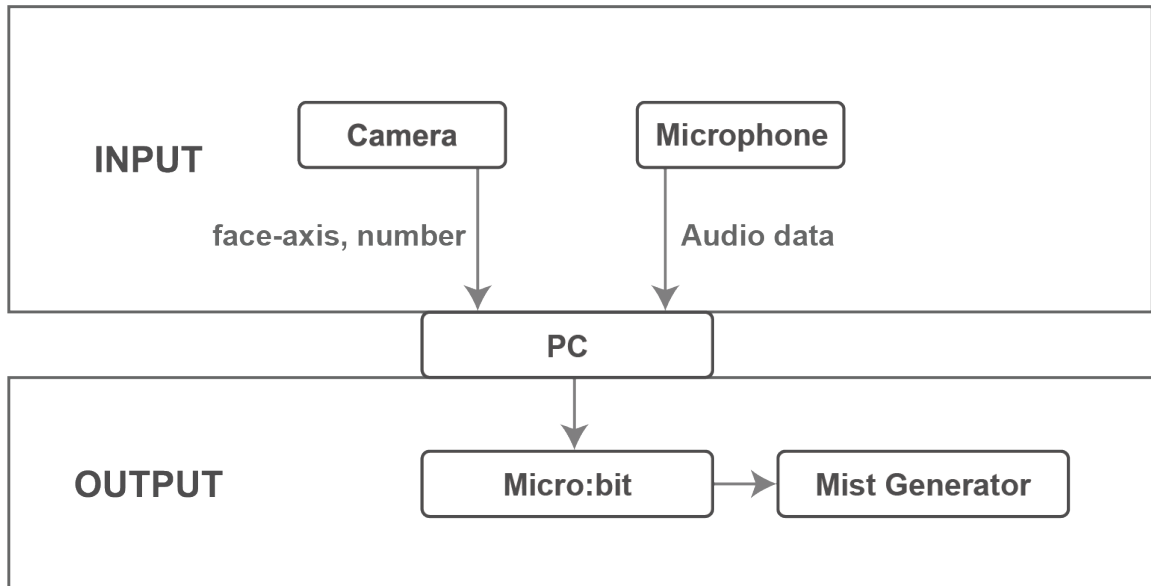 Camera
Microphone
INPUT
face-axis, number
Audio data
PC
OUTPUT
Micro:bit
Mist Generator